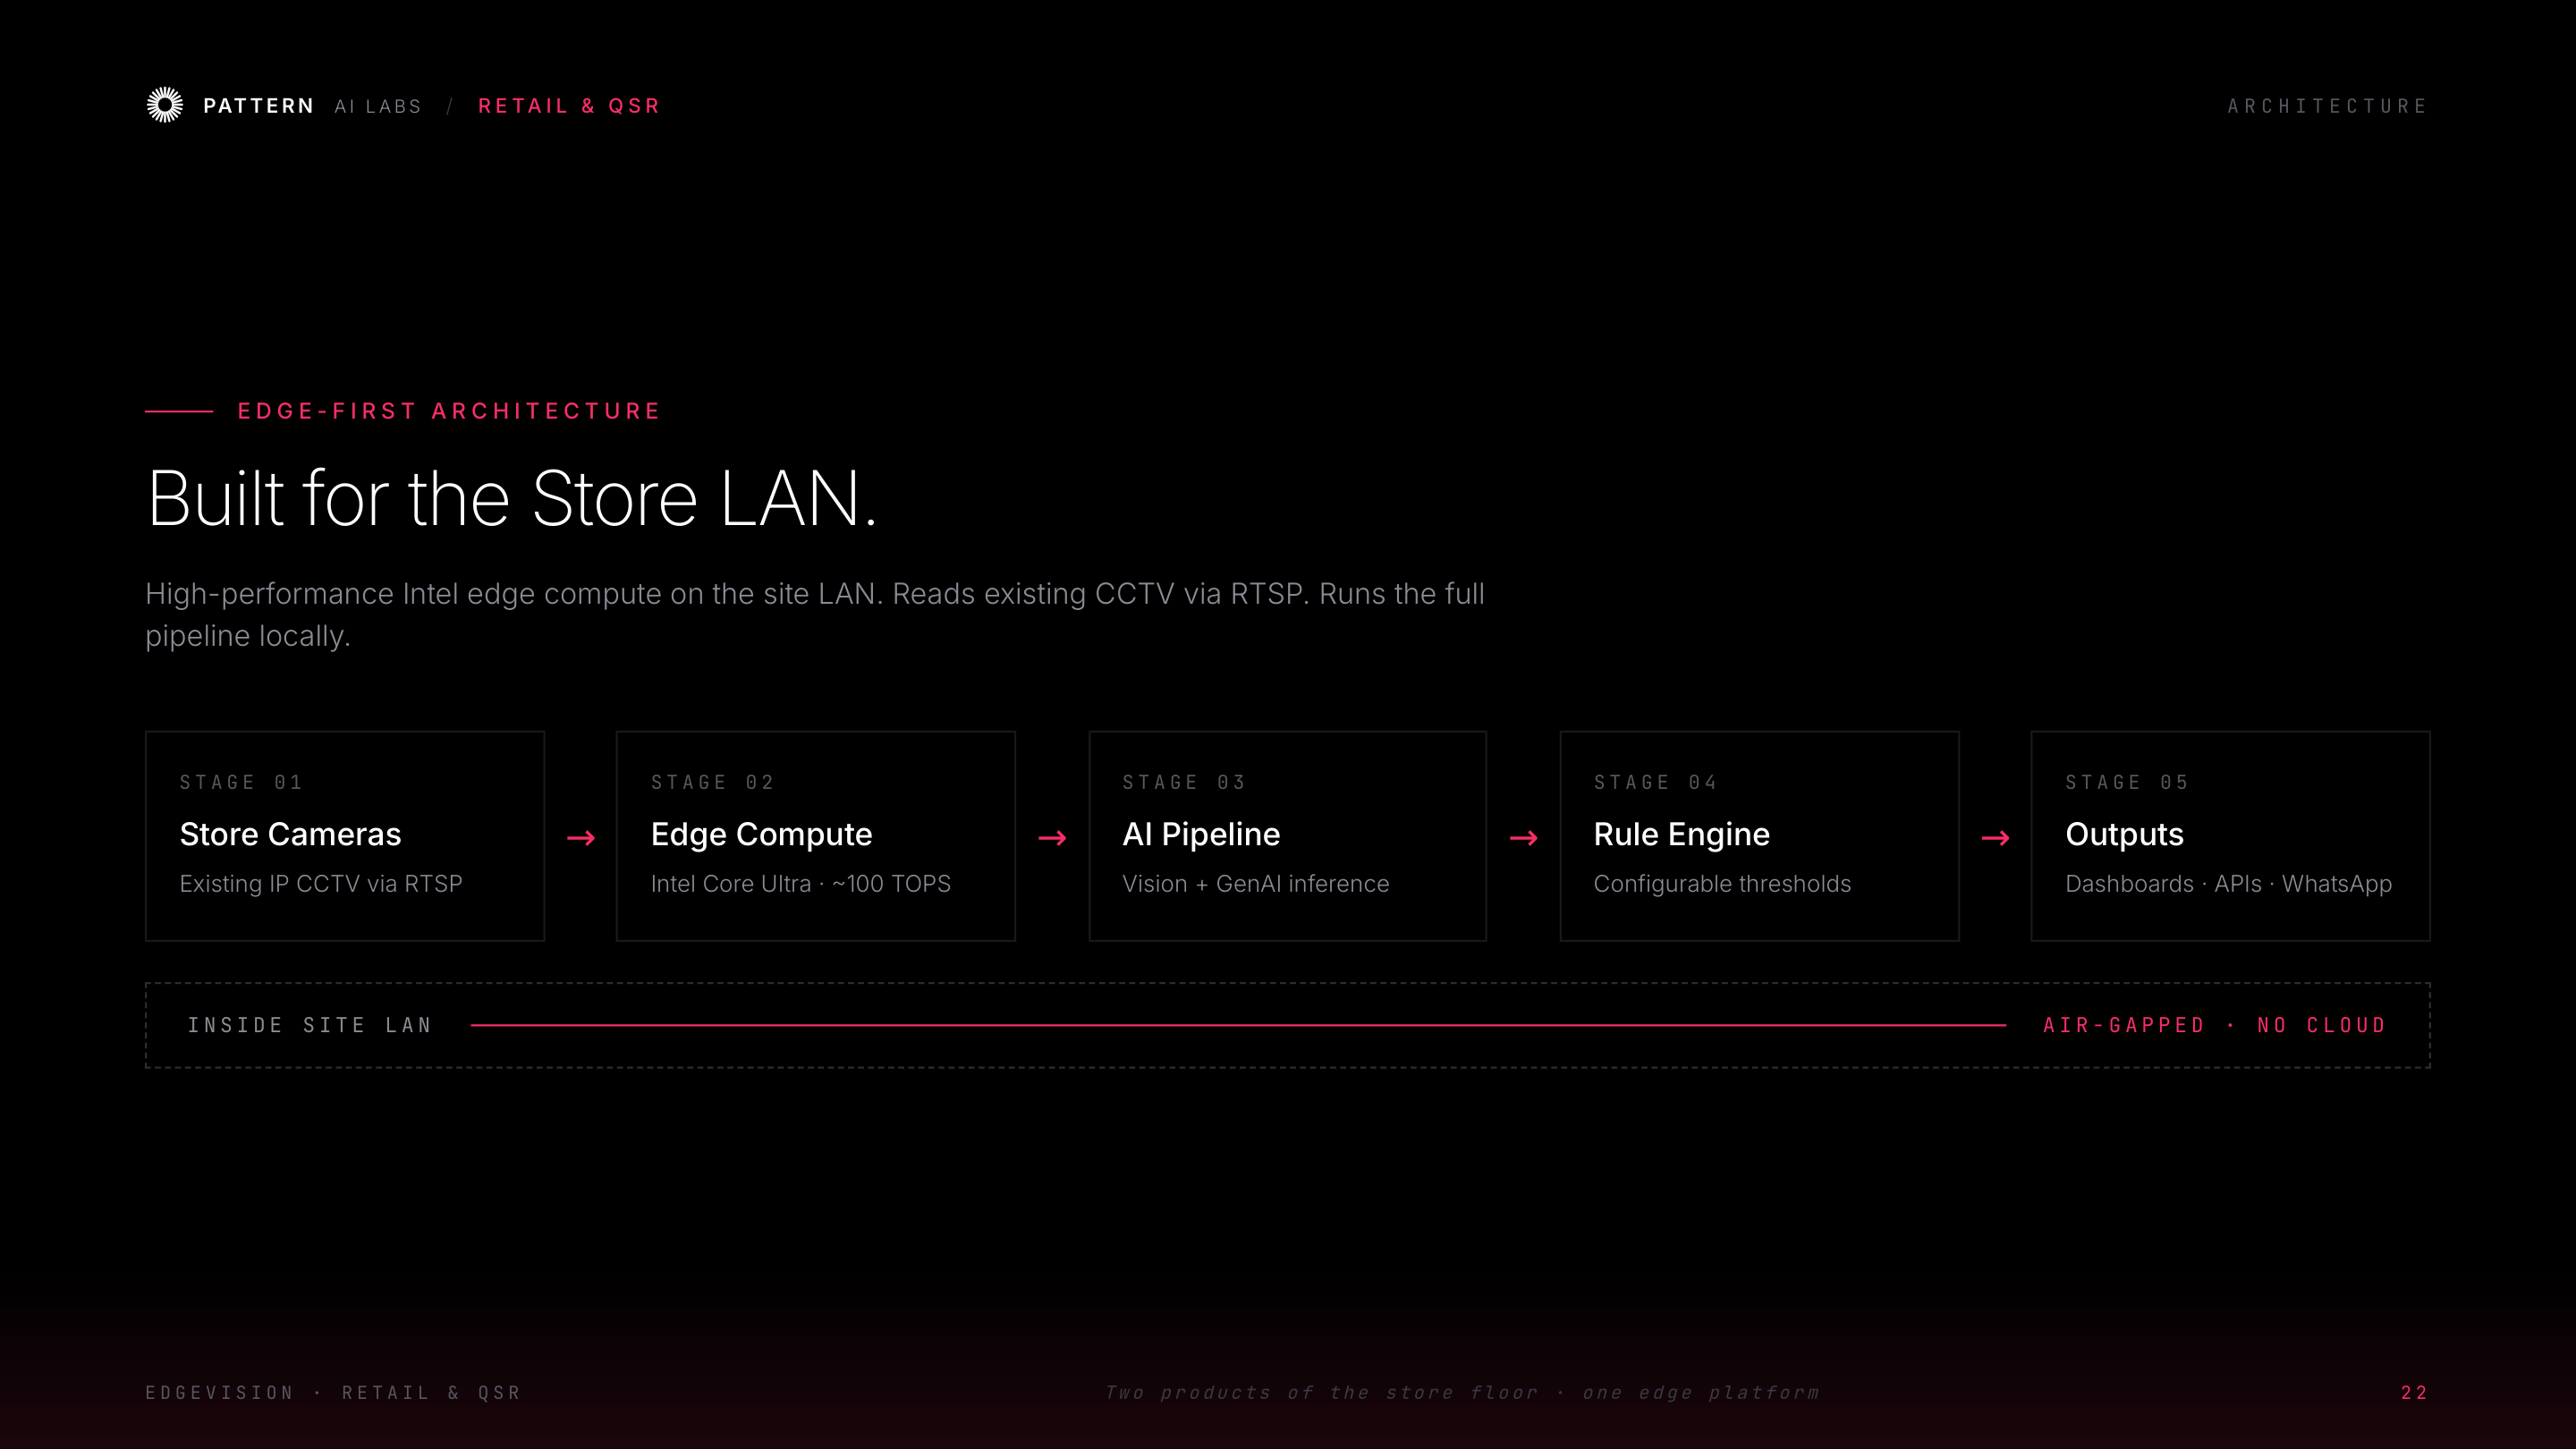 PATTERN AI LABS / RETAIL & QSR
ARCHITECTURE
EDGE-FIRST ARCHITECTURE
Built for the Store LAN.
High-performance Intel edge compute on the site LAN. Reads existing CCTV via RTSP. Runs the full
pipeline locally.
STAGE 01
Store Cameras
Existing IP CCTV via RTSP
→
STAGE 02
Edge Compute
Intel Core Ultra · ~100 TOPS
→
STAGE 03
AI Pipeline
Vision + GenAI inference
→
STAGE 04
Rule Engine
Configurable thresholds
→
STAGE 05
Outputs
Dashboards · APIs · WhatsApp
INSIDE SITE LAN
AIR-GAPPED · NO CLOUD
EDGEVISION · RETAIL & QSR
Two products of the store floor · one edge platform
22